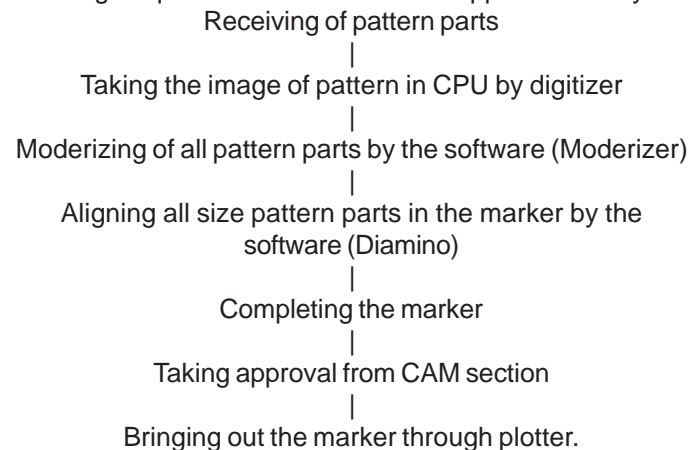 Receiving of pattern parts
|
Taking the image of pattern in CPU by digitizer
|
Moderizing of all pattern parts by the software (Moderizer)
|
Aligning all size pattern parts in the marker by the
software (Diamino)
|
Completing the marker
|
Taking approval from CAM section
|
Bringing out the marker through plotter.